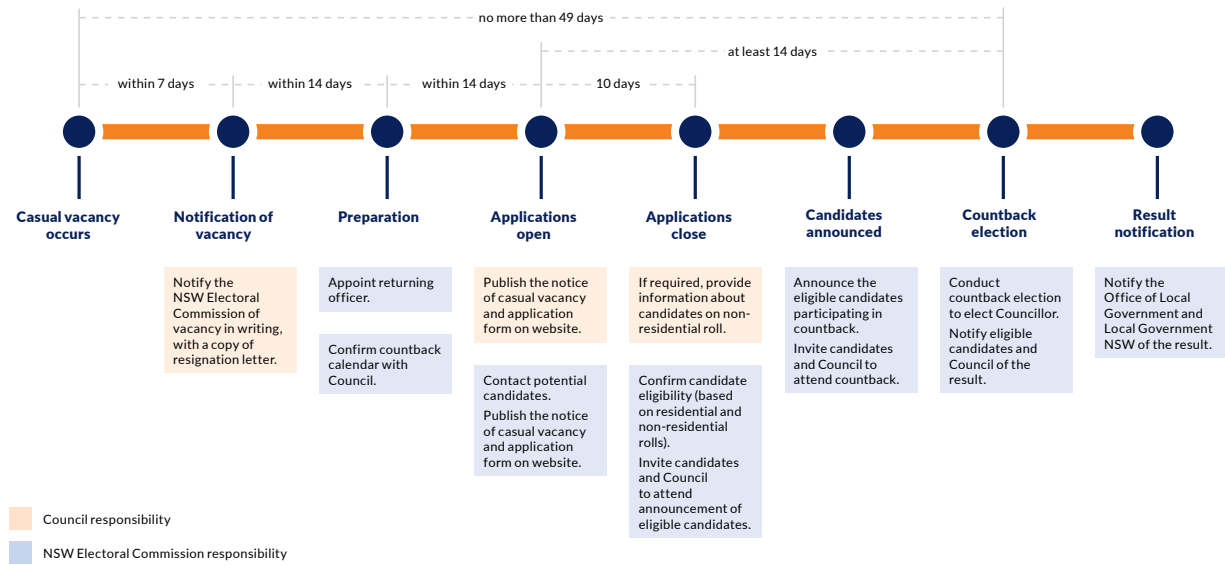 no more than 49 days
at least 14 days
within 7 days
within 14 days
within 14 days
10 days
Casual vacancy
occurs
Notification of
vacancy
Preparation
Applications
open
Applications
close
Candidates
announced
Countback
election
Result
notification
Notify the
NSW Electoral
Commission of
vacancy in writing,
with a copy of
resignation letter.
Appoint returning
officer.
Confirm countback
calendar with
Council.
Publish the notice
of casual vacancy
and application
form on website.
Contact potential
candidates.
Publish the notice
of casual vacancy
and application
form on website.
If required, provide
information about
candidates on non-
residential roll.
Confirm candidate
eligibility (based
on residential and
non-residential
rolls).
Invite candidates
and Council
to attend
announcement of
eligible candidates.
Announce the
eligible candidates
participating in
countback.
Invite candidates
and Council to
attend countback.
Conduct
countback election
to elect Councillor.
Notify eligible
candidates and
Council of the
result.
Notify the
Office of Local
Government and
Local Government
NSW of the result.
Council responsibility
NSW Electoral Commission responsibility